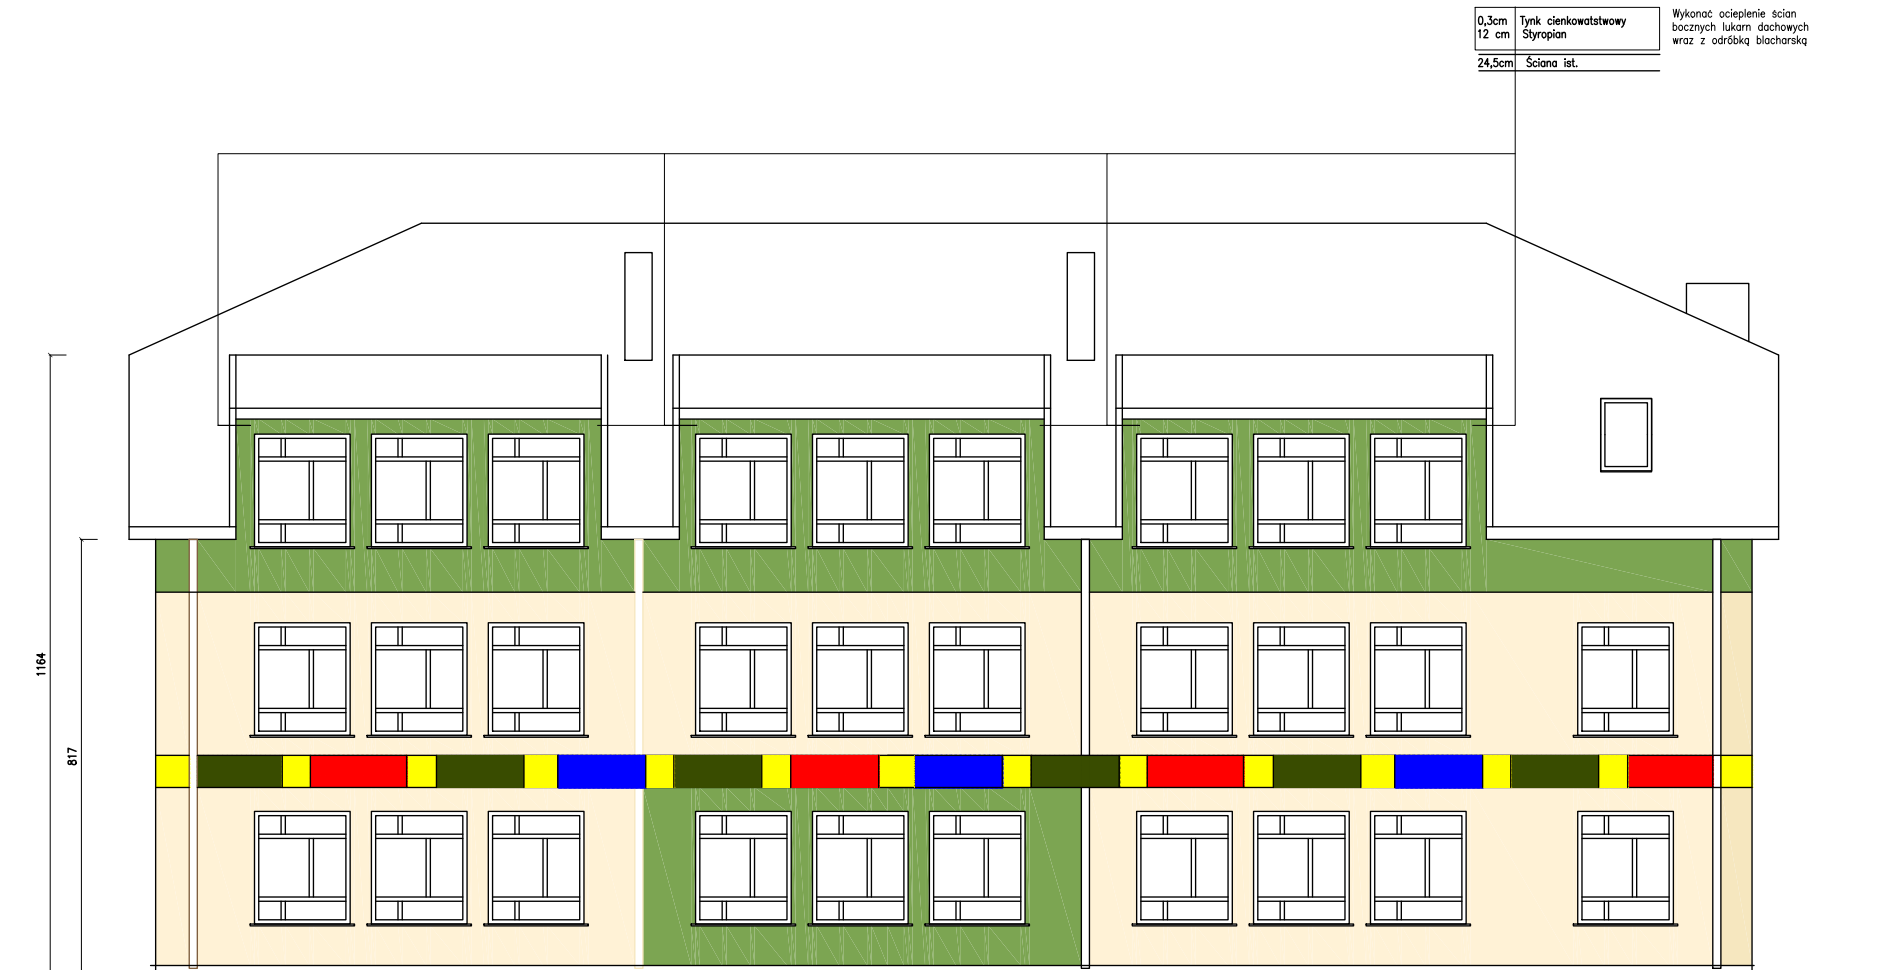 0,3cm Tynk cienkowatstwowy
12 cm Styropian
24,5cm Ściana ist.
Wykonać ocieplenie ścian
bocznych lukarn dachowych
wraz z odróbką blacharską
1164
817